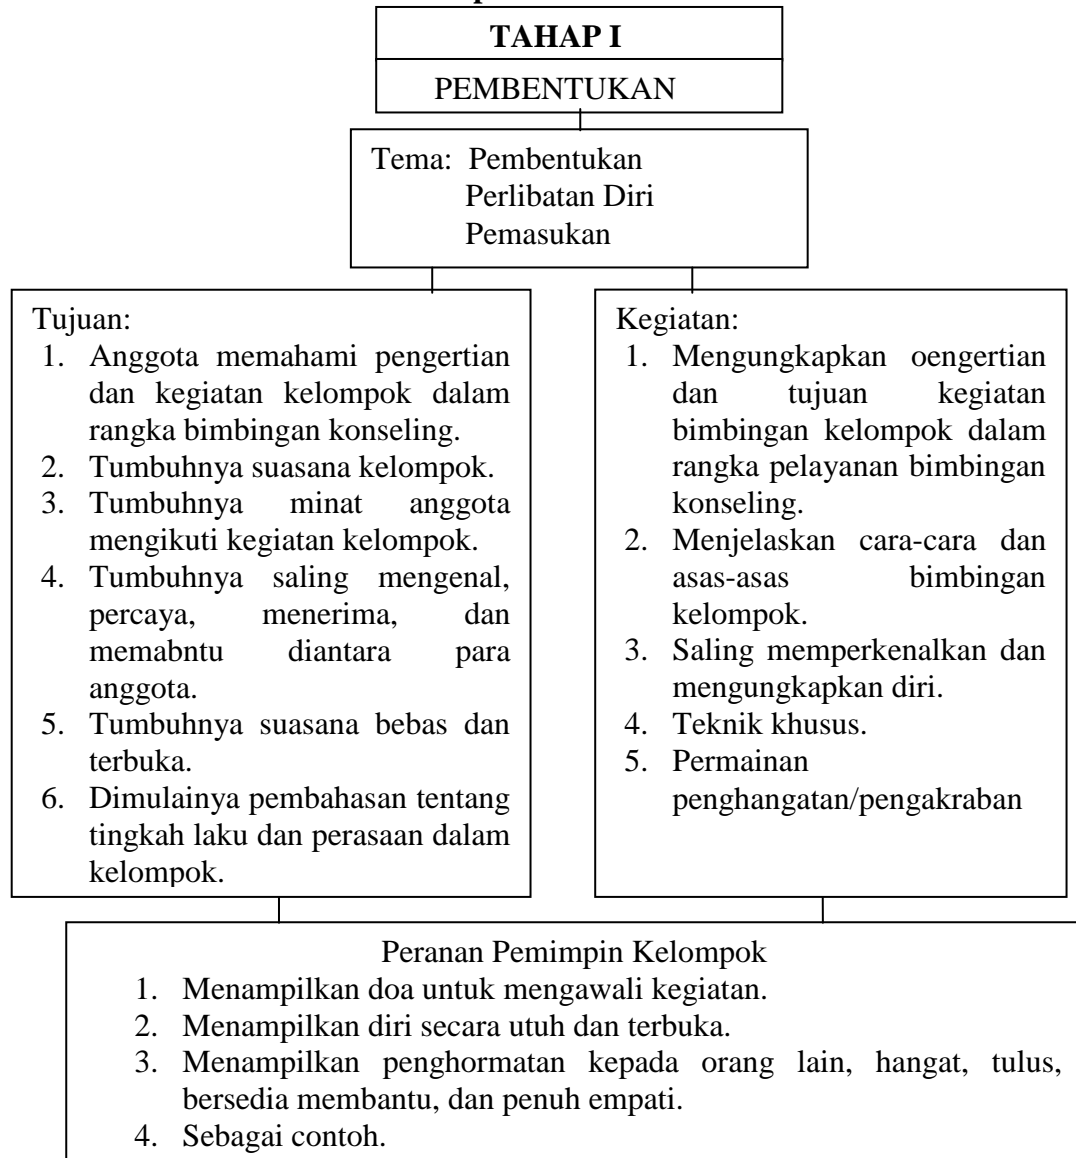 TAHAP I
PEMBENTUKAN
Tema: Pembentukan
Perlibatan Diri
Pemasukan
Tujuan:
1. Anggota memahami pengertian
dan kegiatan kelompok dalam
rangka bimbingan konseling.
2. Tumbuhnya suasana kelompok.
3. Tumbuhnya minat anggota
mengikuti kegiatan kelompok.
4. Tumbuhnya saling mengenal,
percaya, menerima, dan
memabntu diantara para
anggota.
5. Tumbuhnya suasana bebas dan
terbuka.
6. Dimulainya pembahasan tentang
tingkah laku dan perasaan dalam
kelompok.
Kegiatan:
1. Mengungkapkan oengertian
dan tujuan kegiatan
bimbingan kelompok dalam
rangka pelayanan bimbingan
konseling.
2. Menjelaskan cara-cara dan
asas-asas bimbingan
kelompok.
3. Saling memperkenalkan dan
mengungkapkan diri.
4. Teknik khusus.
5. Permainan
penghangatan/pengakraban
Peranan Pemimpin Kelompok
1. Menampilkan doa untuk mengawali kegiatan.
2. Menampilkan diri secara utuh dan terbuka.
3. Menampilkan penghormatan kepada orang lain, hangat, tulus,
bersedia membantu, dan penuh empati.
4. Sebagai contoh.